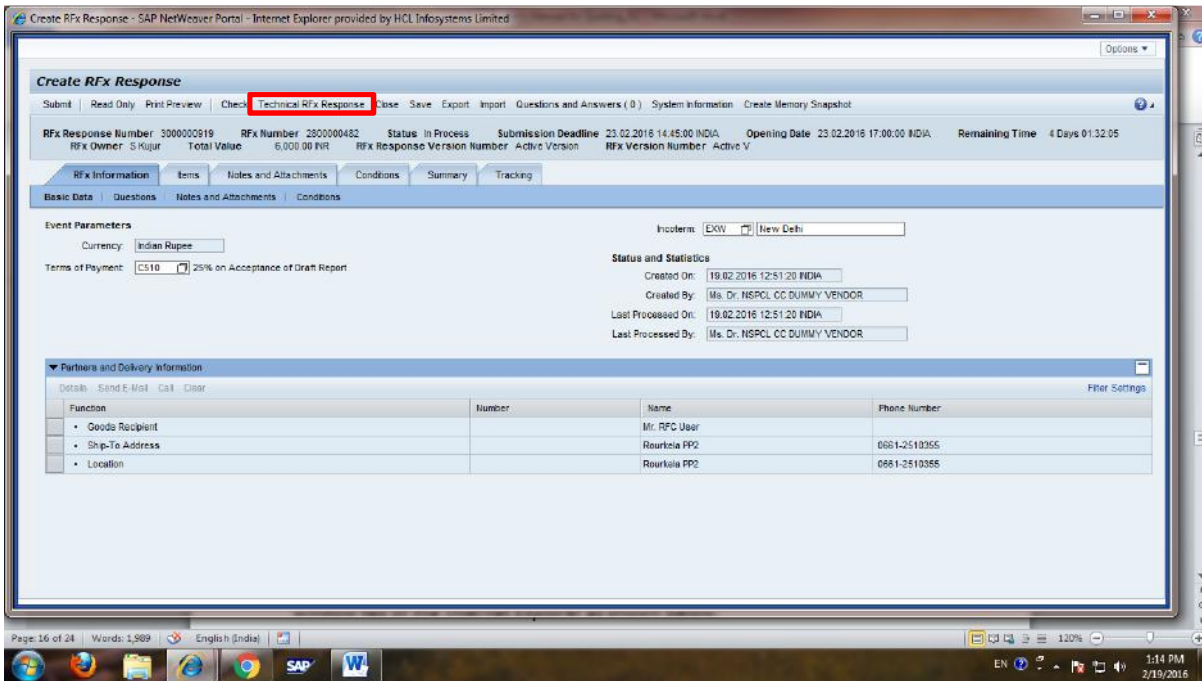 Create RFx Response - SAP NetWeaver Portal - Internet Explorer provided by HCL Infosystems Limited
Options
Create RFx Response
Submit Read Only Print Preview Check Technical RFx Response Close Save Export Import Questions and Answers ( 0 ) System Information Create Memory Snapshot
RFx Response Number 3000000919 RFx Number 2800000482 Status In Process Submission Deadline 23.02.2016 14:45:00 INDIA Opening Date 23.02.2016 17:00:00 INDIA Remaining Time 4 Days 01:32:05
RFx Owner S Kujur Total Value 6,000.00 INR RFx Response Version Number Active Version RFx Version Number Active V
RFx Information Items Notes and Attachments Conditions Summary Tracking
Basic Data Questions Notes and Attachments Conditions
Event Parameters
Currency: Indian Rupee
Terms of Payment: C510 25% on Acceptance of Draft Report
Incoterm: EXW New Delhi
Status and Statistics
Created On: 19.02.2016 12:51:20 INDIA
Created By: Ms. Dr. NSPCL CC DUMMY VENDOR
Last Processed On: 19.02.2016 12:51:20 INDIA
Last Processed By: Ms. Dr. NSPCL CC DUMMY VENDOR
Partners and Delivery Information
Details Send E-Mail Call Clear Filter Settings
Function Number Name Phone Number
• Goods Recipient Mr. RFC User
• Ship-To Address Rourkela PP2 0661-2510355
• Location Rourkela PP2 0661-2510355
Page: 16 of 24 Words: 1,989 English (India) 120%
SAP W EN 1:14 PM
2/19/2016